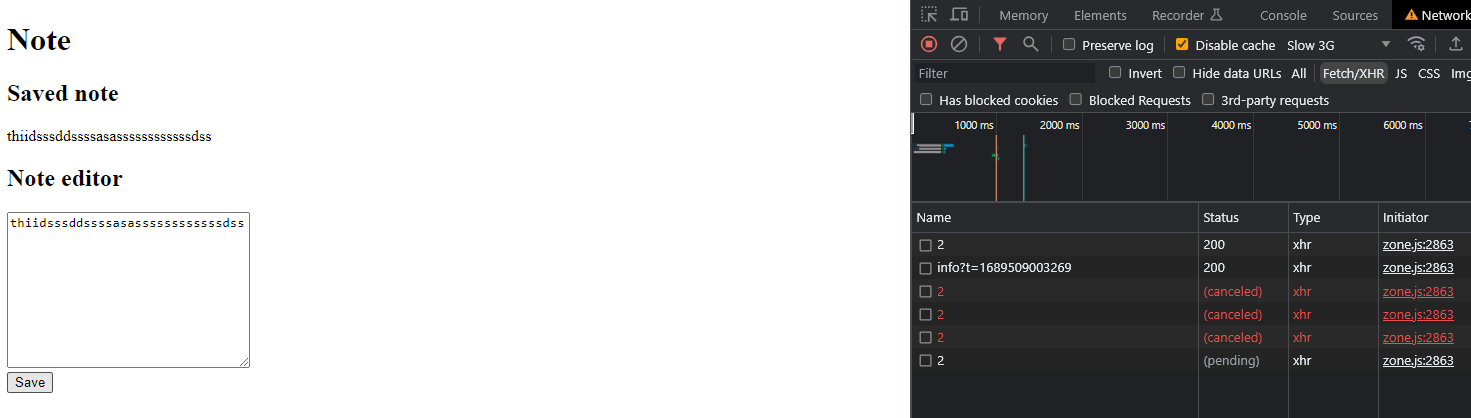 Note
Saved note
thiidsssddssssasasssssssssssdss
Note editor
thiidsssddssssasasssssssssssdss
Save
Memory Elements Recorder Console Sources Network
Preserve log Disable cache Slow 3G
Filter Invert Hide data URLs All Fetch/XHR JS CSS Img
Has blocked cookies Blocked Requests 3rd-party requests
1000 ms 2000 ms 3000 ms 4000 ms 5000 ms 6000 ms
Name Status Type Initiator
2 200 xhr zone.js:2863
info?t=1689509003269 200 xhr zone.js:2863
2 (canceled) xhr zone.js:2863
2 (canceled) xhr zone.js:2863
2 (canceled) xhr zone.js:2863
2 (pending) xhr zone.js:2863